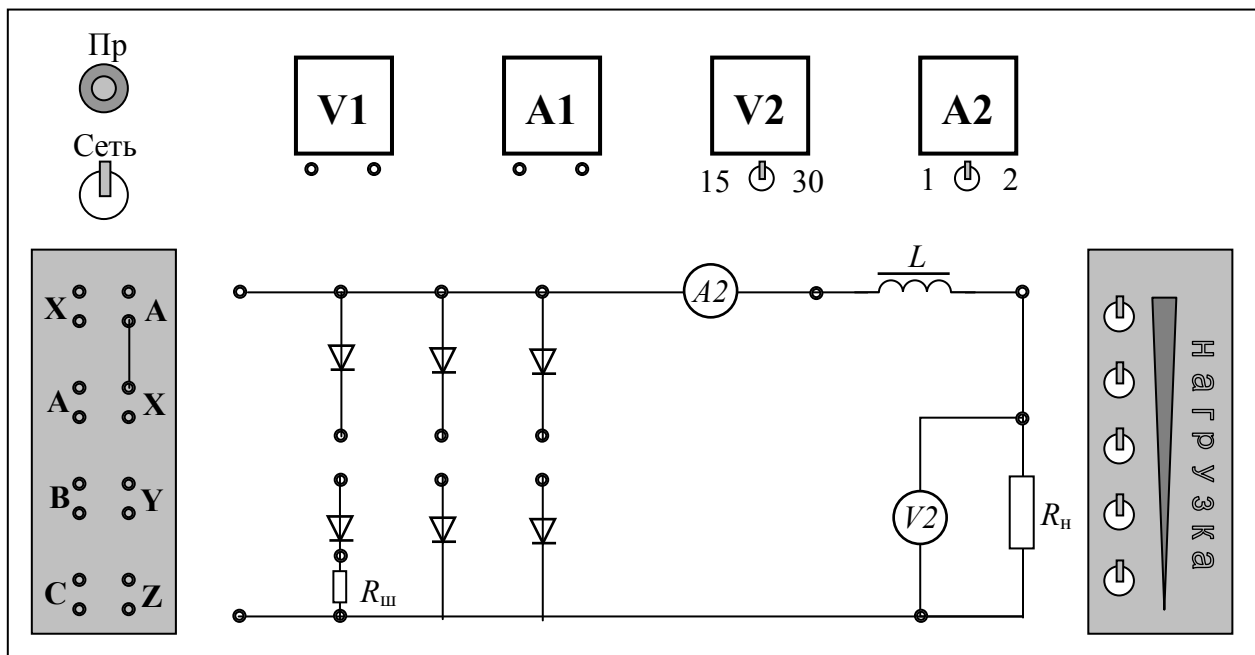 Пр
V1 A1 V2 A2
Сеть
15 30 1 2
X A
A X
B Y
C Z
A2
L
V2
Rн
Rш
Нагрузка